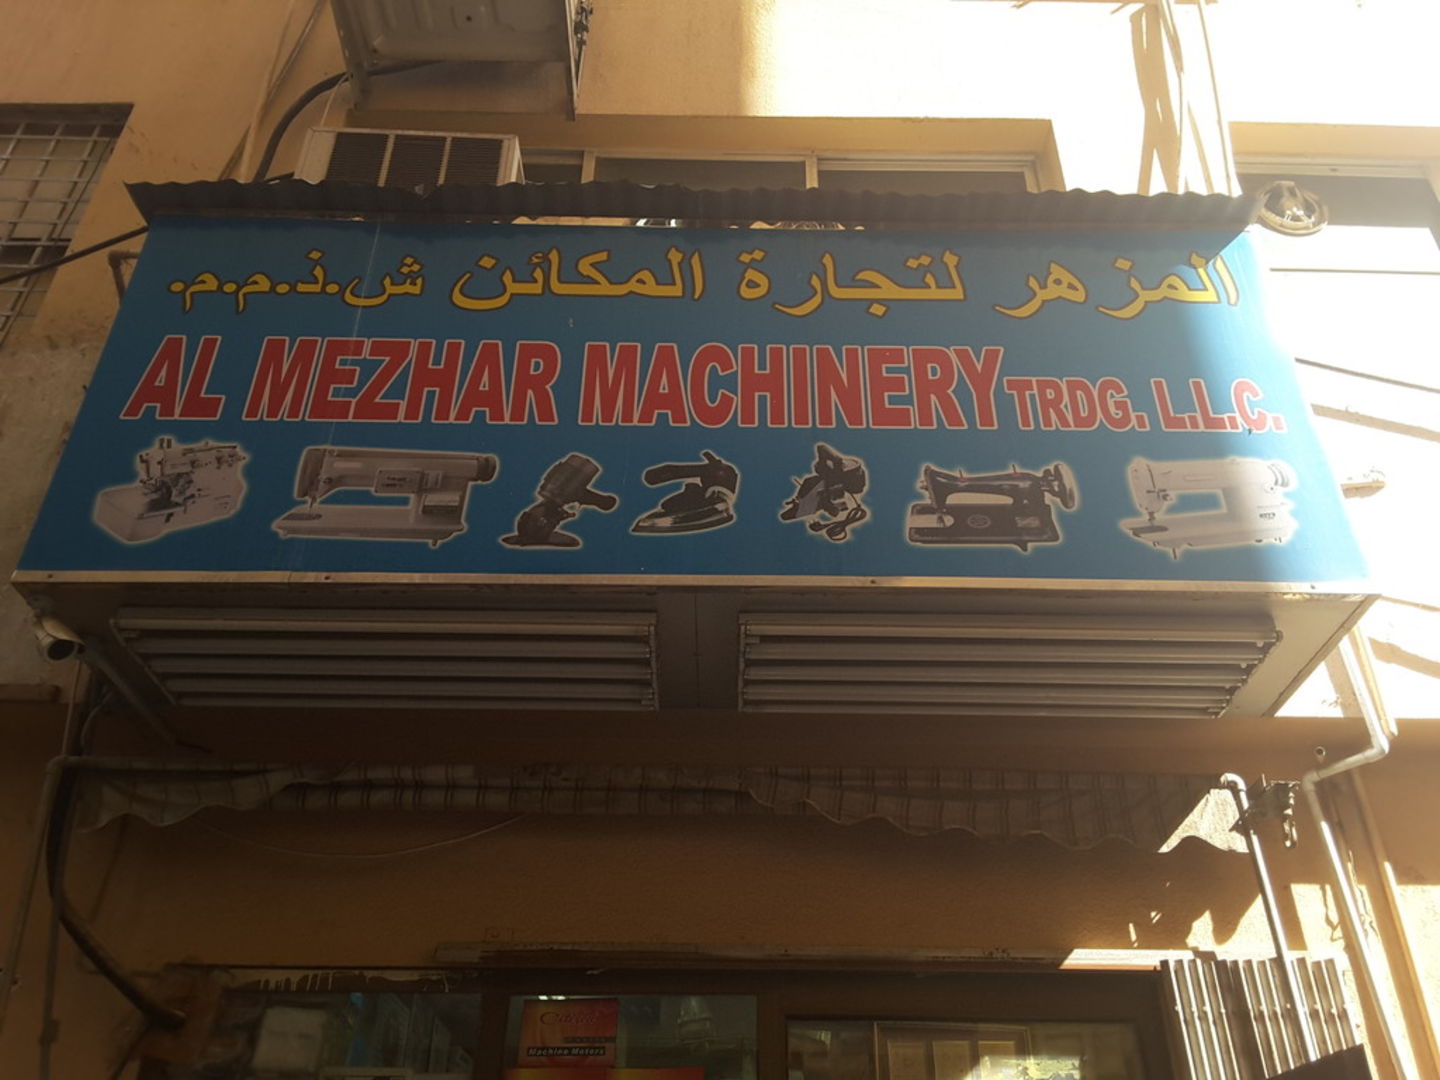 المزهر لتجارة المكائن ش.ذ.م.م.
AL MEZHAR MACHINERY TRDG. L.L.C.
Machine Motors